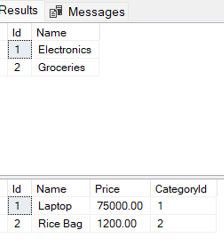 Results Messages
Id Name
1 Electronics
2 Groceries
Id Name Price CategoryId
1 Laptop 75000.00 1
2 Rice Bag 1200.00 2